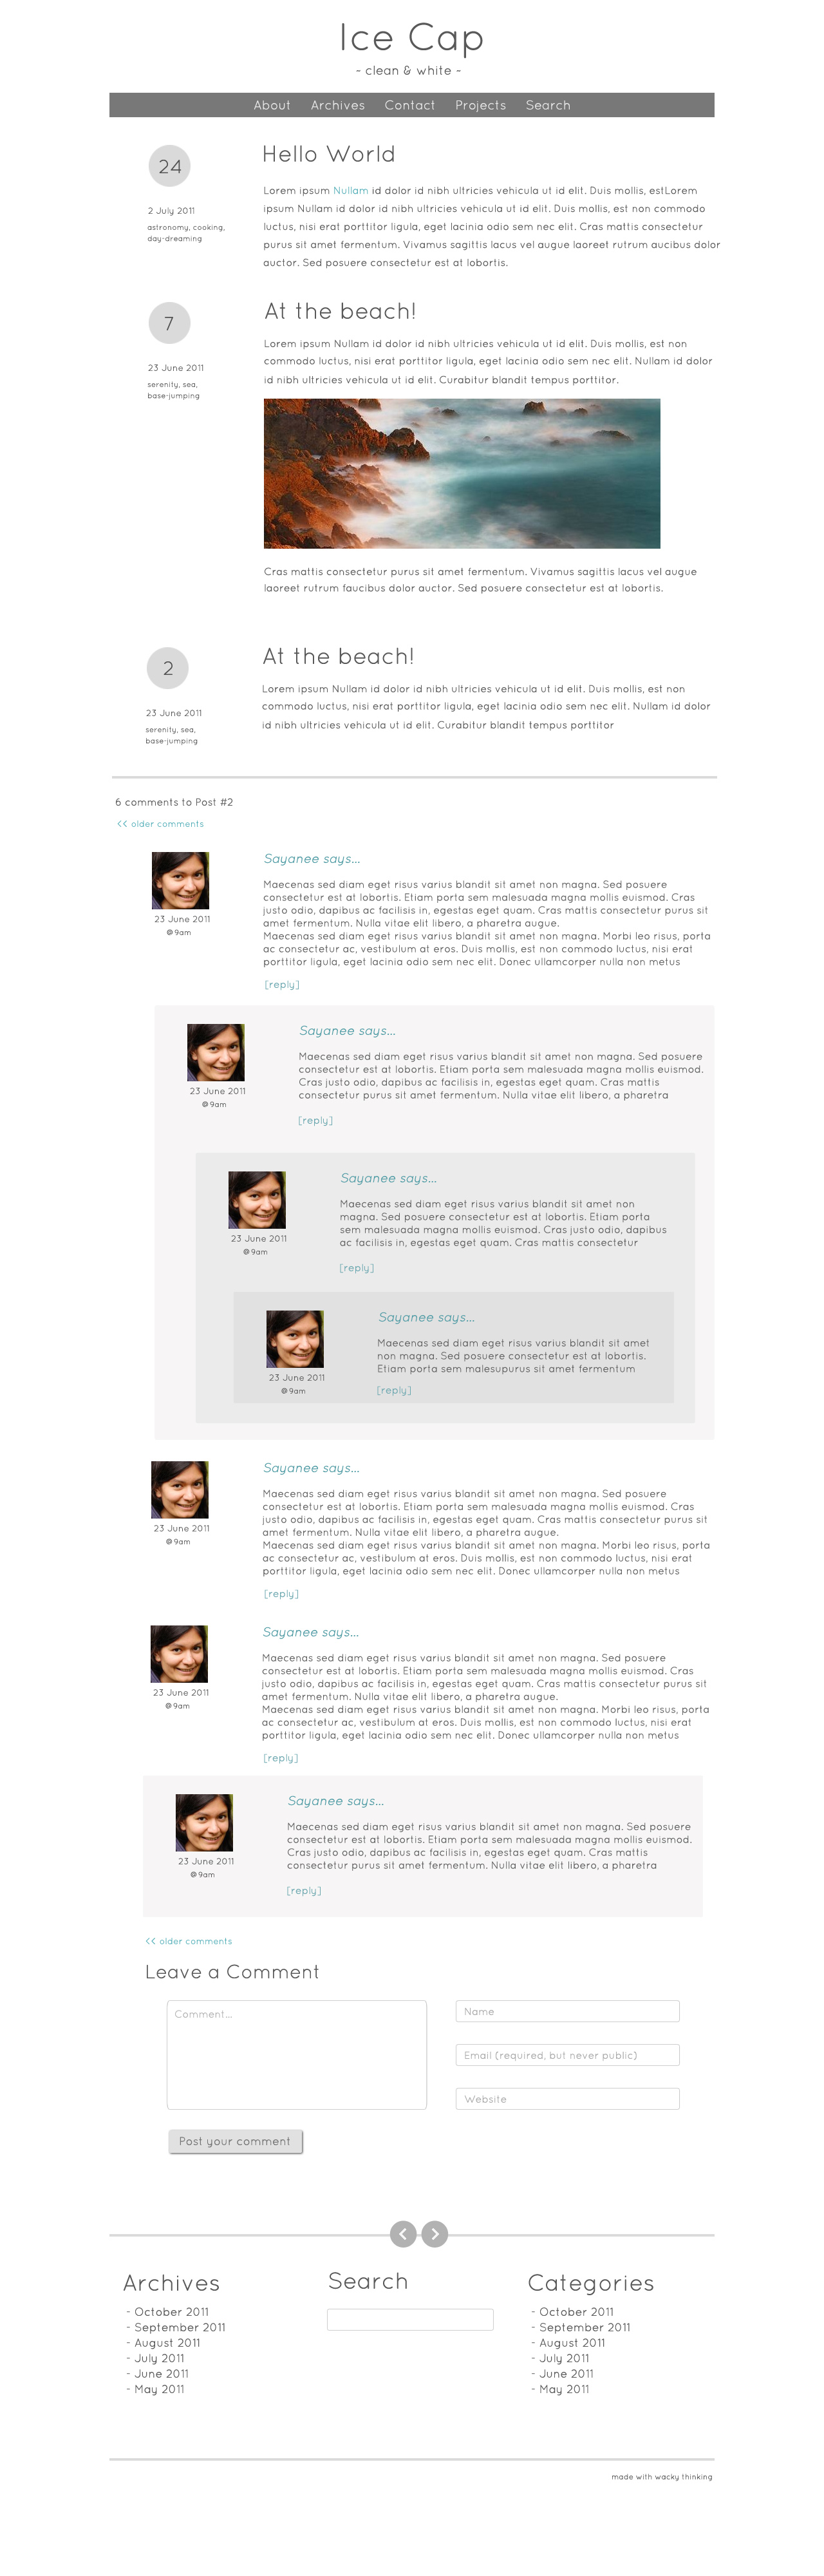 Ice Cap
- clean & white -
About Archives Contact Projects Search
24
2 July 2011
astronomy, cooking,
day-dreaming
Hello World
Lorem ipsum Nullam id dolor id nibh ultricies vehicula ut id elit. Duis mollis, estLorem
ipsum Nullam id dolor id nibh ultricies vehicula ut id elit. Duis mollis, est non commodo
luctus, nisi erat porttitor ligula, eget lacinia odio sem nec elit. Cras mattis consectetur
purus sit amet fermentum. Vivamus sagittis lacus vel augue laoreet rutrum aucibus dolor
auctor. Sed posuere consectetur est at lobortis.
7
23 June 2011
serenity, sea,
base-jumping
At the beach!
Lorem ipsum Nullam id dolor id nibh ultricies vehicula ut id elit. Duis mollis, est non
commodo luctus, nisi erat porttitor ligula, eget lacinia odio sem nec elit. Nullam id dolor
id nibh ultricies vehicula ut id elit. Curabitur blandit tempus porttitor.
Cras mattis consectetur purus sit amet fermentum. Vivamus sagittis lacus vel augue
laoreet rutrum faucibus dolor auctor. Sed posuere consectetur est at lobortis.
2
23 June 2011
serenity, sea,
base-jumping
At the beach!
Lorem ipsum Nullam id dolor id nibh ultricies vehicula ut id elit. Duis mollis, est non
commodo luctus, nisi erat porttitor ligula, eget lacinia odio sem nec elit. Nullam id dolor
id nibh ultricies vehicula ut id elit. Curabitur blandit tempus porttitor
6 comments to Post #2
<< older comments
23 June 2011
@ 9am
Sayanee says...
Maecenas sed diam eget risus varius blandit sit amet non magna. Sed posuere
consectetur est at lobortis. Etiam porta sem malesuada magna mollis euismod. Cras
justo odio, dapibus ac facilisis in, egestas eget quam. Cras mattis consectetur purus sit
amet fermentum. Nulla vitae elit libero, a pharetra augue.
Maecenas sed diam eget risus varius blandit sit amet non magna. Morbi leo risus, porta
ac consectetur ac, vestibulum at eros. Duis mollis, est non commodo luctus, nisi erat
porttitor ligula, eget lacinia odio sem nec elit. Donec ullamcorper nulla non metus
[reply]
23 June 2011
@ 9am
Sayanee says...
Maecenas sed diam eget risus varius blandit sit amet non magna. Sed posuere
consectetur est at lobortis. Etiam porta sem malesuada magna mollis euismod.
Cras justo odio, dapibus ac facilisis in, egestas eget quam. Cras mattis
consectetur purus sit amet fermentum. Nulla vitae elit libero, a pharetra
[reply]
23 June 2011
@ 9am
Sayanee says...
Maecenas sed diam eget risus varius blandit sit amet non
magna. Sed posuere consectetur est at lobortis. Etiam porta
sem malesuada magna mollis euismod. Cras justo odio, dapibus
ac facilisis in, egestas eget quam. Cras mattis consectetur
[reply]
23 June 2011
@ 9am
Sayanee says...
Maecenas sed diam eget risus varius blandit sit amet
non magna. Sed posuere consectetur est at lobortis.
Etiam porta sem malesupurus sit amet fermentum
[reply]
23 June 2011
@ 9am
Sayanee says...
Maecenas sed diam eget risus varius blandit sit amet non magna. Sed posuere
consectetur est at lobortis. Etiam porta sem malesuada magna mollis euismod. Cras
justo odio, dapibus ac facilisis in, egestas eget quam. Cras mattis consectetur purus sit
amet fermentum. Nulla vitae elit libero, a pharetra augue.
Maecenas sed diam eget risus varius blandit sit amet non magna. Morbi leo risus, porta
ac consectetur ac, vestibulum at eros. Duis mollis, est non commodo luctus, nisi erat
porttitor ligula, eget lacinia odio sem nec elit. Donec ullamcorper nulla non metus
[reply]
23 June 2011
@ 9am
Sayanee says...
Maecenas sed diam eget risus varius blandit sit amet non magna. Sed posuere
consectetur est at lobortis. Etiam porta sem malesuada magna mollis euismod. Cras
justo odio, dapibus ac facilisis in, egestas eget quam. Cras mattis consectetur purus sit
amet fermentum. Nulla vitae elit libero, a pharetra augue.
Maecenas sed diam eget risus varius blandit sit amet non magna. Morbi leo risus, porta
ac consectetur ac, vestibulum at eros. Duis mollis, est non commodo luctus, nisi erat
porttitor ligula, eget lacinia odio sem nec elit. Donec ullamcorper nulla non metus
[reply]
23 June 2011
@ 9am
Sayanee says...
Maecenas sed diam eget risus varius blandit sit amet non magna. Sed posuere
consectetur est at lobortis. Etiam porta sem malesuada magna mollis euismod.
Cras justo odio, dapibus ac facilisis in, egestas eget quam. Cras mattis
consectetur purus sit amet fermentum. Nulla vitae elit libero, a pharetra
[reply]
<< older comments
Leave a Comment
Comment...
Name
Email (required, but never public)
Website
Post your comment
Archives
- October 2011
- September 2011
- August 2011
- July 2011
- June 2011
- May 2011
Search
Categories
- October 2011
- September 2011
- August 2011
- July 2011
- June 2011
- May 2011
made with wacky thinking